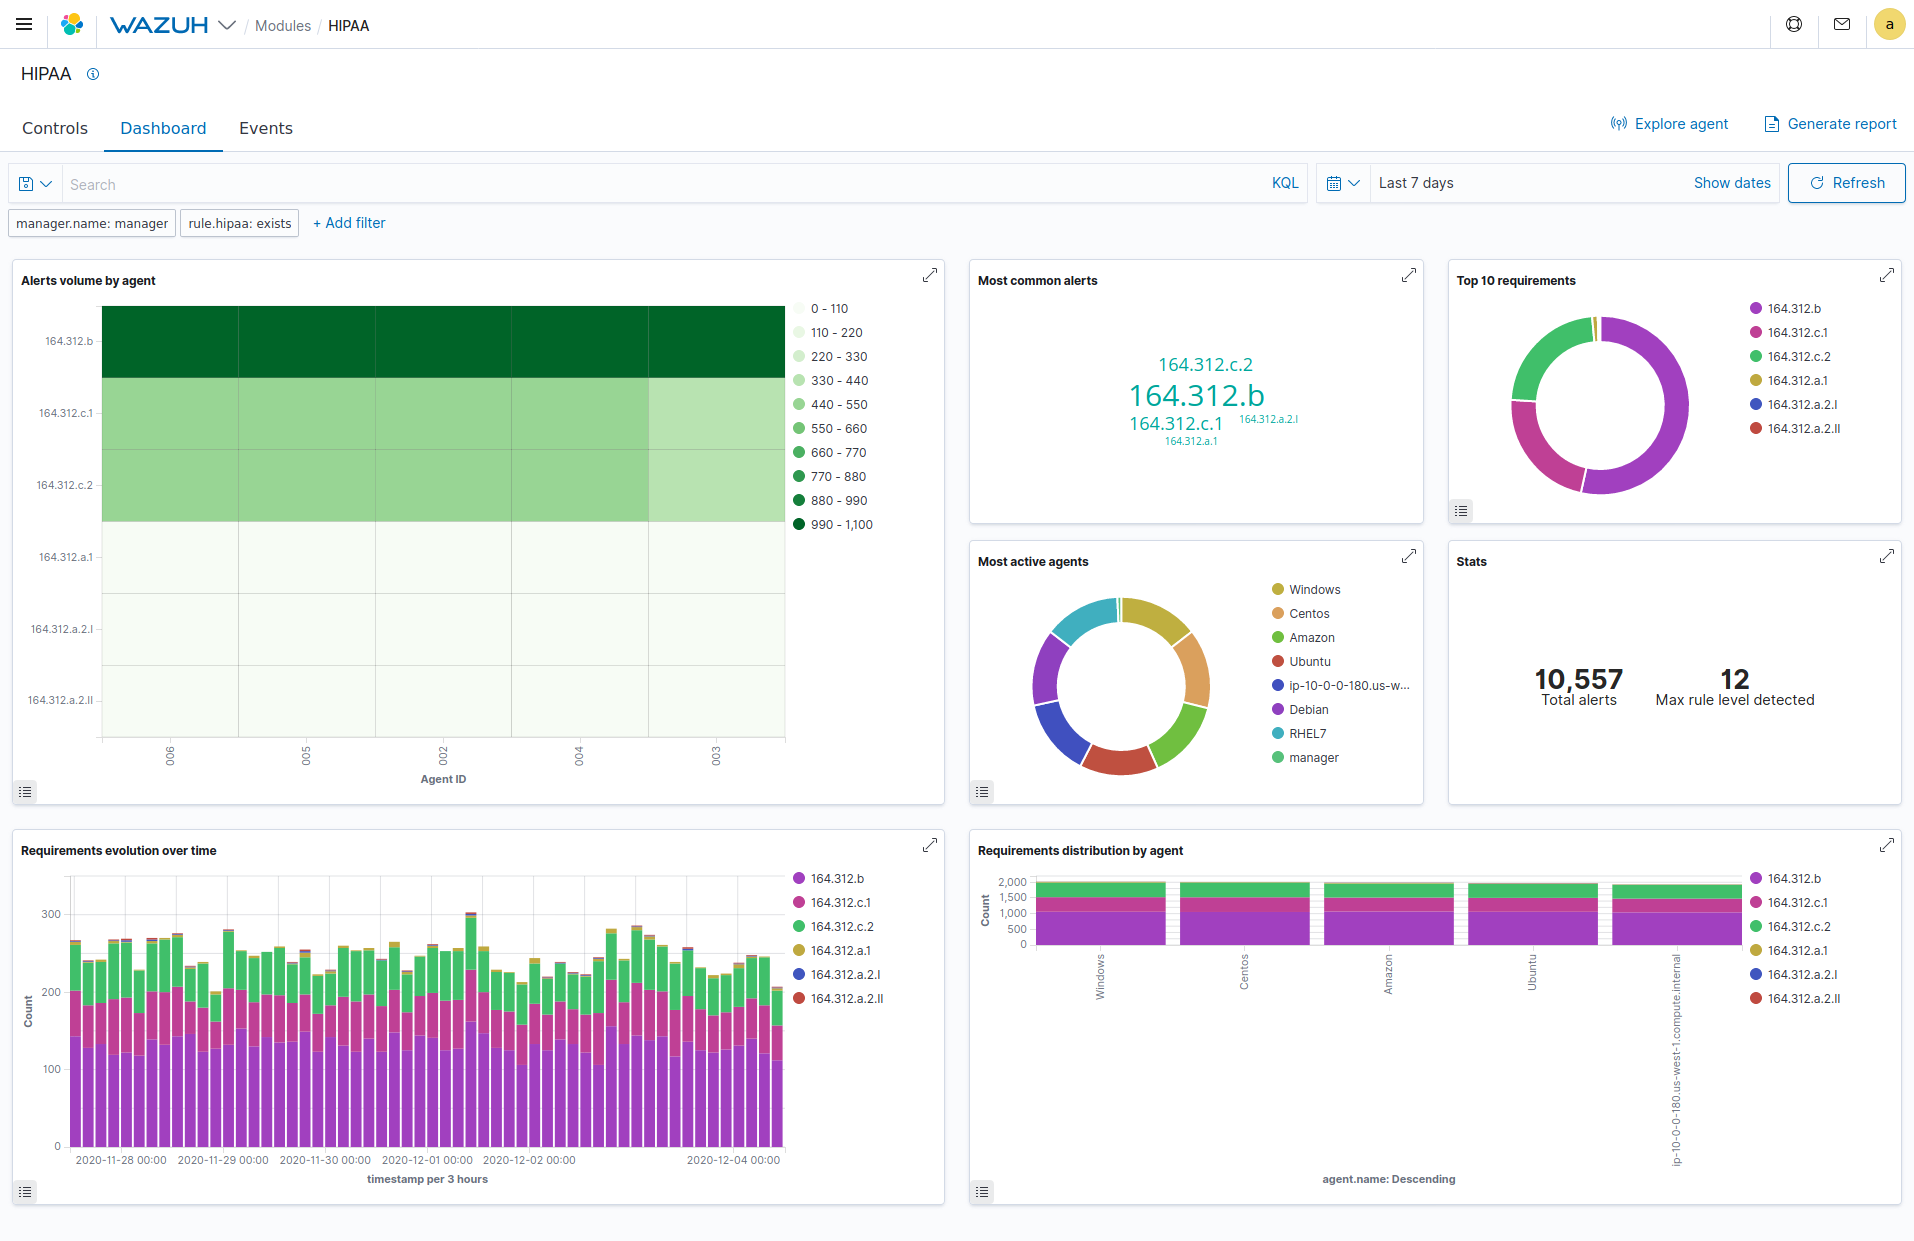 WAZUH / Modules / HIPAA
a
HIPAA
Controls
Dashboard
Events
Explore agent
Generate report
Search
KQL
Last 7 days
Show dates
Refresh
manager.name: manager
rule.hipaa: exists
+ Add filter
Alerts volume by agent
164.312.b
164.312.c.1
164.312.c.2
164.312.a.1
164.312.a.2.I
164.312.a.2.II
006
005
002
004
003
Agent ID
0 - 110
110 - 220
220 - 330
330 - 440
440 - 550
550 - 660
660 - 770
770 - 880
880 - 990
990 - 1,100
Most common alerts
164.312.c.2
164.312.b
164.312.c.1
164.312.a.2.I
164.312.a.1
Top 10 requirements
164.312.b
164.312.c.1
164.312.c.2
164.312.a.1
164.312.a.2.I
164.312.a.2.II
Most active agents
Windows
Centos
Amazon
Ubuntu
ip-10-0-0-180.us-w...
Debian
RHEL7
manager
Stats
10,557
Total alerts
12
Max rule level detected
Requirements evolution over time
300
200
100
0
Count
2020-11-28 00:00
2020-11-29 00:00
2020-11-30 00:00
2020-12-01 00:00
2020-12-02 00:00
2020-12-04 00:00
timestamp per 3 hours
164.312.b
164.312.c.1
164.312.c.2
164.312.a.1
164.312.a.2.I
164.312.a.2.II
Requirements distribution by agent
2,000
1,500
1,000
500
0
Count
Windows
Centos
Amazon
Ubuntu
ip-10-0-0-180.us-west-1.compute.internal
agent.name: Descending
164.312.b
164.312.c.1
164.312.c.2
164.312.a.1
164.312.a.2.I
164.312.a.2.II